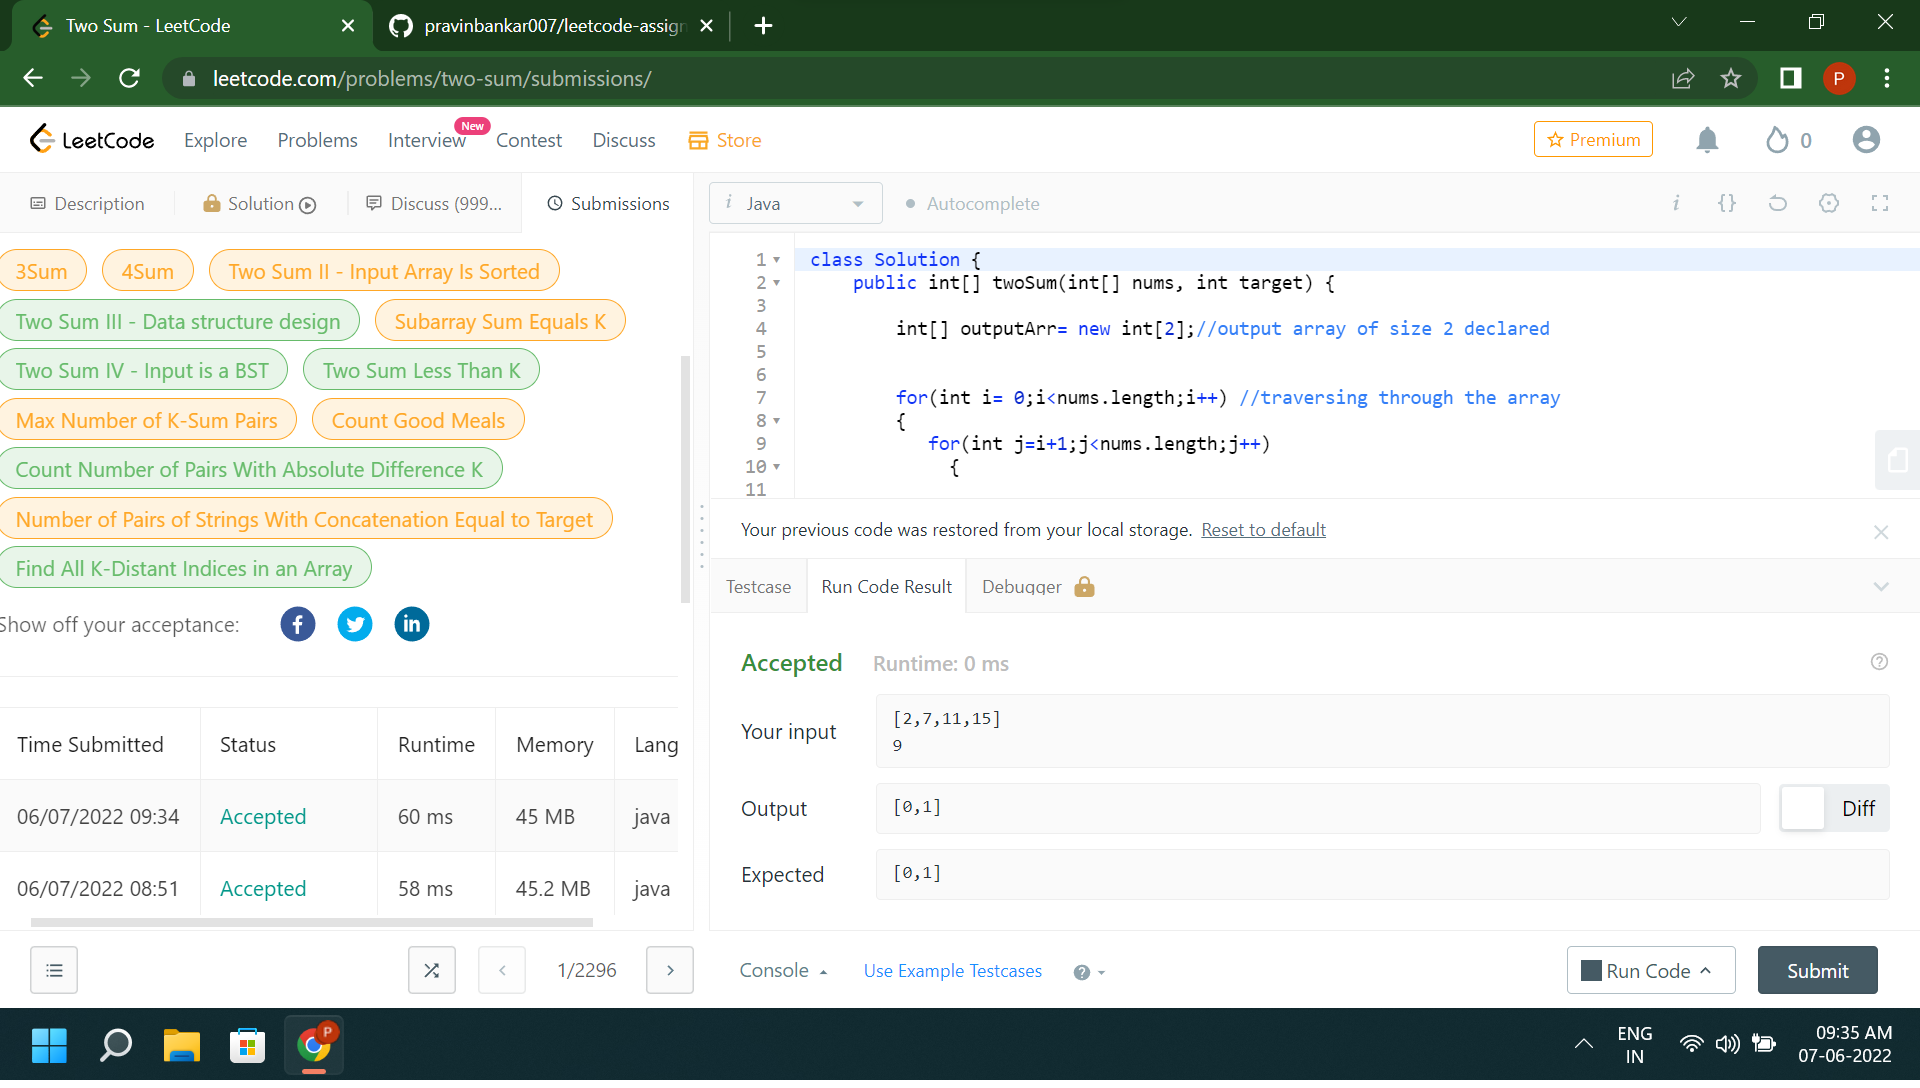 Two Sum - LeetCode
pravinbankar007/leetcode-assign
leetcode.com/problems/two-sum/submissions/
P
LeetCode
Explore
Problems
Interview
New
Contest
Discuss
Store
Premium
0
Description
Solution
Discuss (999...
Submissions
i Java
Autocomplete
i
{}
3Sum
4Sum
Two Sum II - Input Array Is Sorted
Two Sum III - Data structure design
Subarray Sum Equals K
Two Sum IV - Input is a BST
Two Sum Less Than K
Max Number of K-Sum Pairs
Count Good Meals
Count Number of Pairs With Absolute Difference K
Number of Pairs of Strings With Concatenation Equal to Target
Find All K-Distant Indices in an Array
Show off your acceptance:
f
in
Time Submitted Status Runtime Memory Lang
06/07/2022 09:34 Accepted 60 ms 45 MB java
06/07/2022 08:51 Accepted 58 ms 45.2 MB java
1/2296
1 class Solution {
2 public int[] twoSum(int[] nums, int target) {
3
4 int[] outputArr= new int[2];//output array of size 2 declared
5
6
7 for(int i= 0;i<nums.length;i++) //traversing through the array
8 {
9 for(int j=i+1;j<nums.length;j++)
10 {
11
Your previous code was restored from your local storage. Reset to default
Testcase
Run Code Result
Debugger
Accepted Runtime: 0 ms
?
Your input
[2,7,11,15]
9
Output
[0,1]
Diff
Expected
[0,1]
Console
Use Example Testcases
?
Run Code
Submit
P
ENG
IN
09:35 AM
07-06-2022